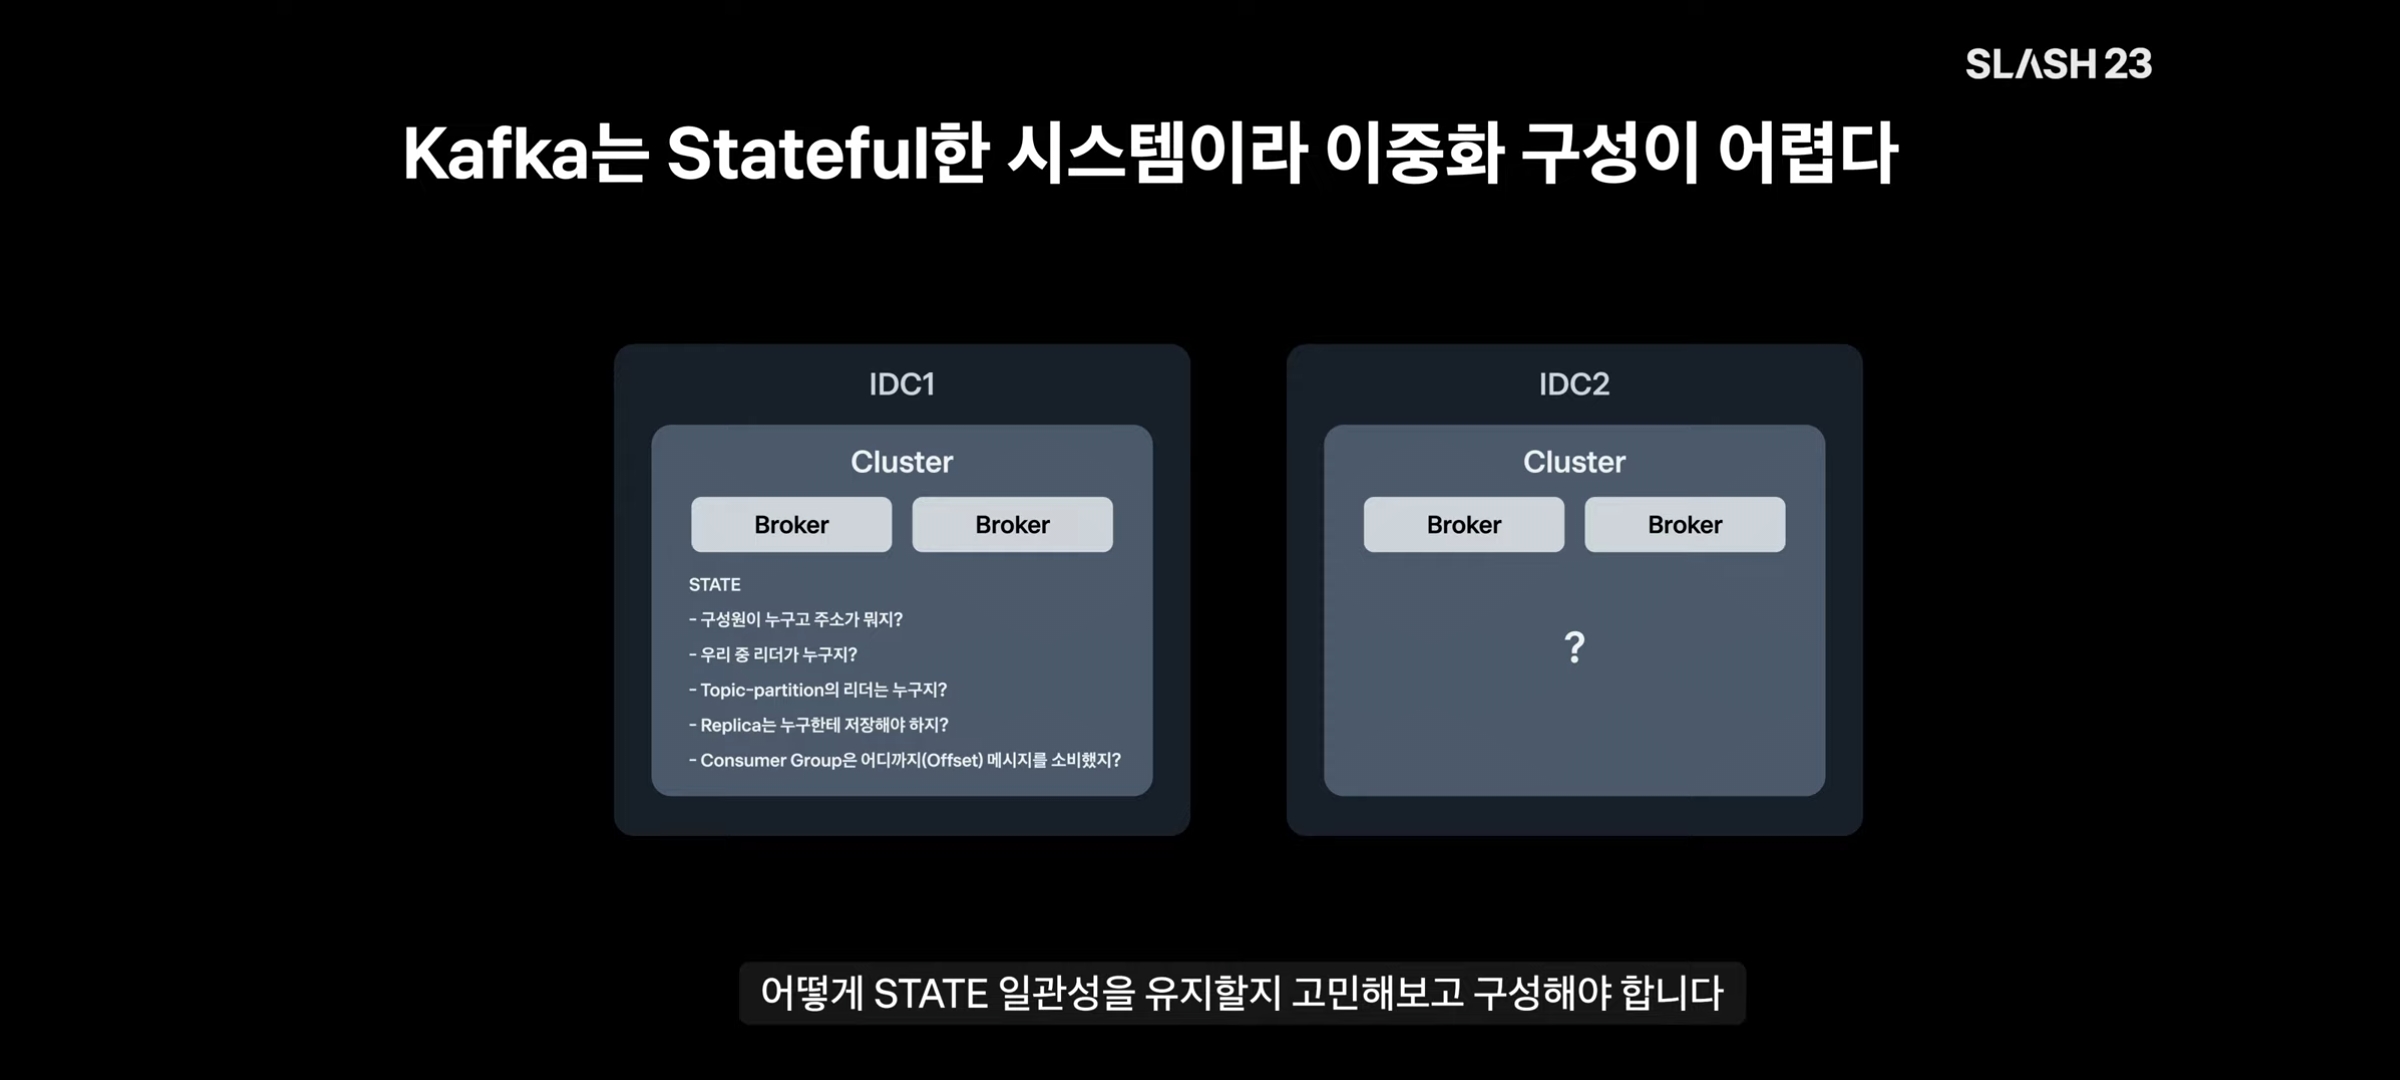 SLASH 23
Kafka는 Stateful한 시스템이라 이중화 구성이 어렵다
IDC1
Cluster
Broker
Broker
STATE
- 구성원이 누구고 주소가 뭐지?
- 우리 중 리더가 누구지?
- Topic-partition의 리더는 누구지?
- Replica는 누구한테 저장해야 하지?
- Consumer Group은 어디까지(Offset) 메시지를 소비했지?
IDC2
Cluster
Broker
Broker
?
어떻게 STATE 일관성을 유지할지 고민해보고 구성해야 합니다